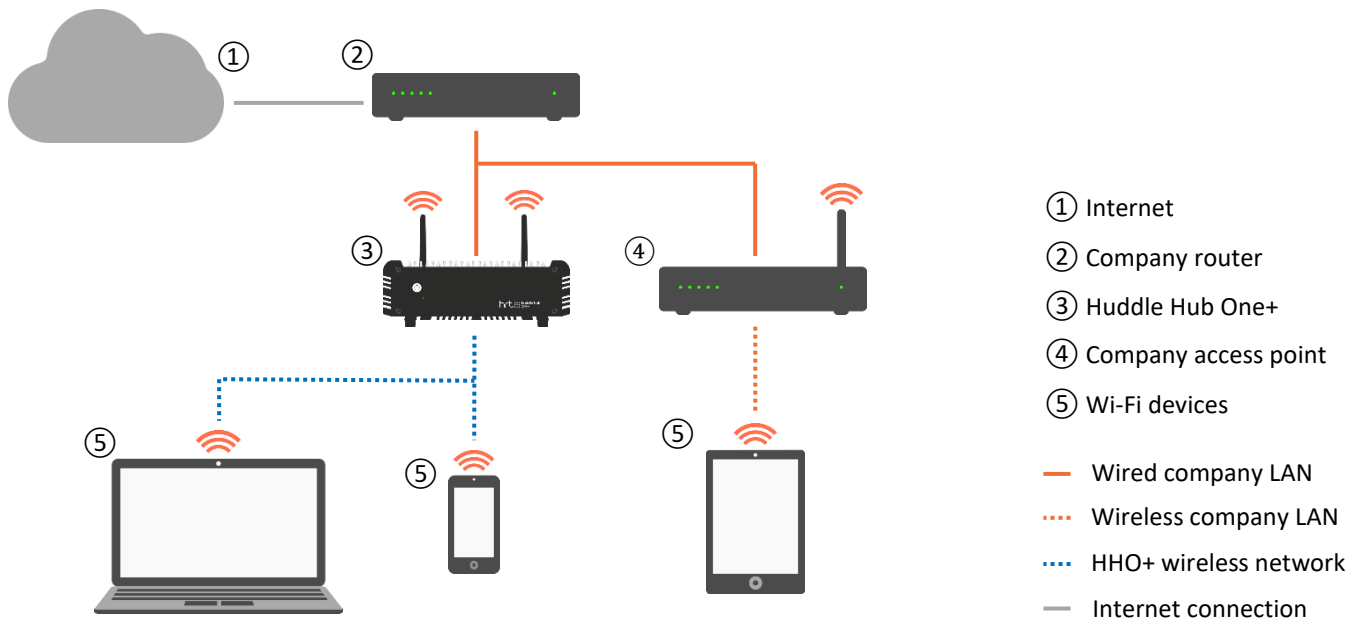 ①
②
③
④
⑤
⑤
⑤
hrt
① Internet
② Company router
③ Huddle Hub One+
④ Company access point
⑤ Wi-Fi devices
Wired company LAN
Wireless company LAN
HHO+ wireless network
Internet connection